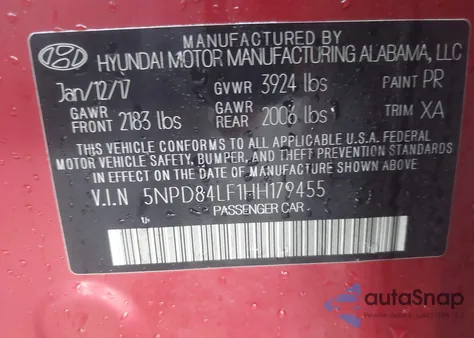 MANUFACTURED BY
HYUNDAI MOTOR MANUFACTURING ALABAMA, LLC
Jan/12/17 GVWR 3924 lbs PAINT PR
GAWR FRONT 2183 lbs GAWR REAR 2006 lbs TRIM XA
THIS VEHICLE CONFORMS TO ALL APPLICABLE U.S.A FEDERAL
MOTOR VEHICLE SAFETY, BUMPER, AND THEFT PREVENTION STANDARDS
IN EFFECT ON THE DATE OF MANUFACTURE SHOWN ABOVE.
V.I.N 5NPD84LF1HH179455
PASSENGER CAR
autoSnap